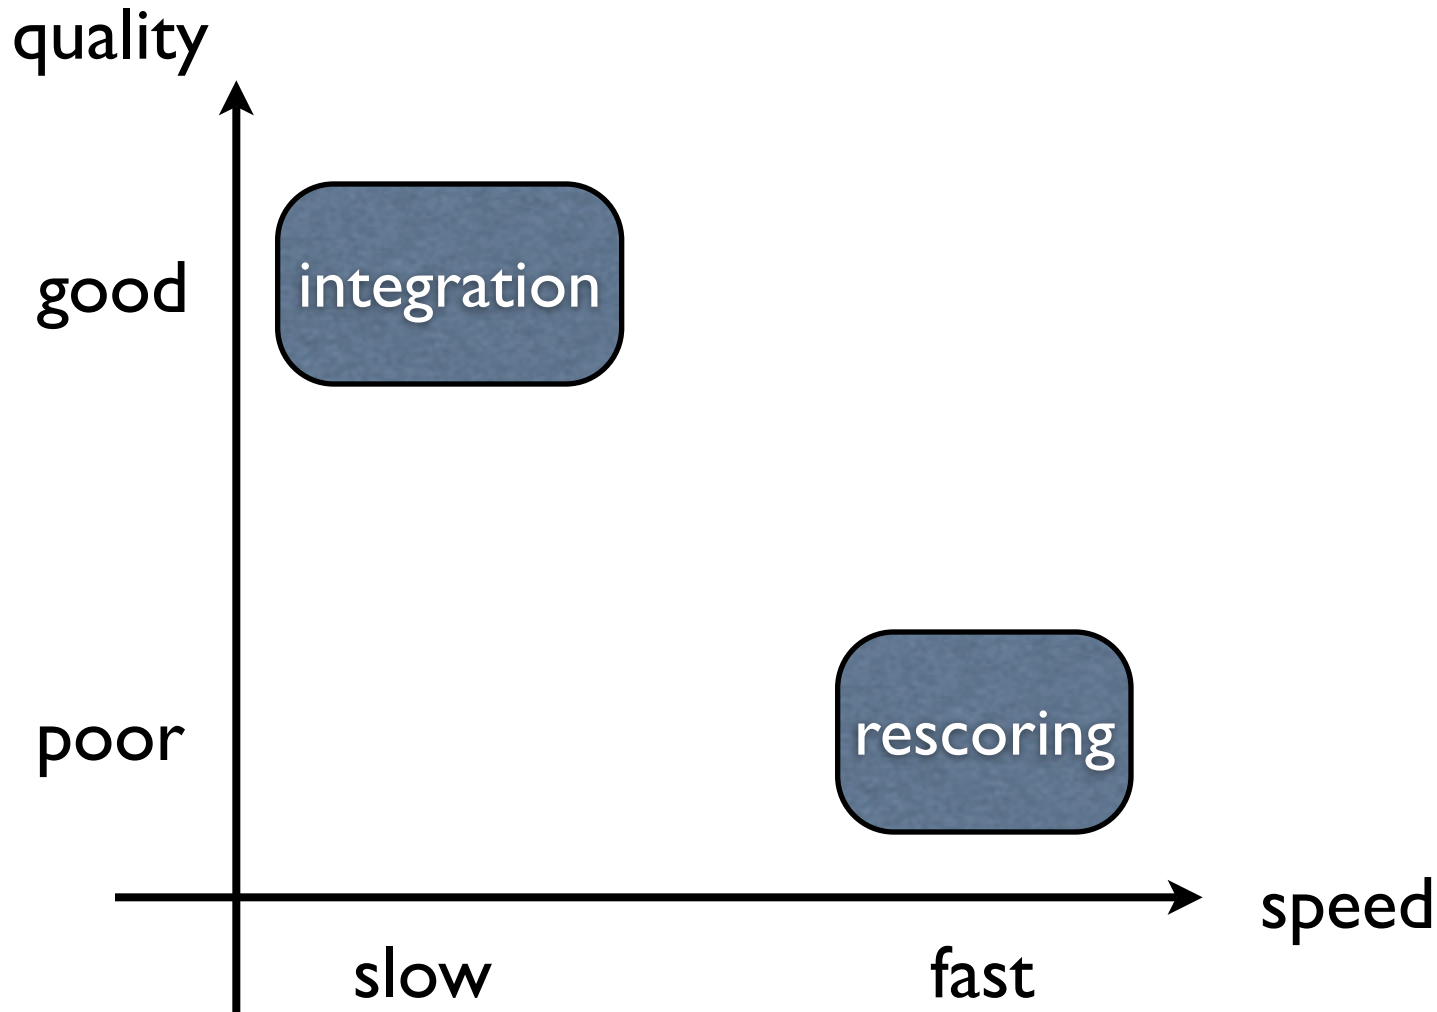 quality
integration
good
rescoring
poor
speed
slow
fast